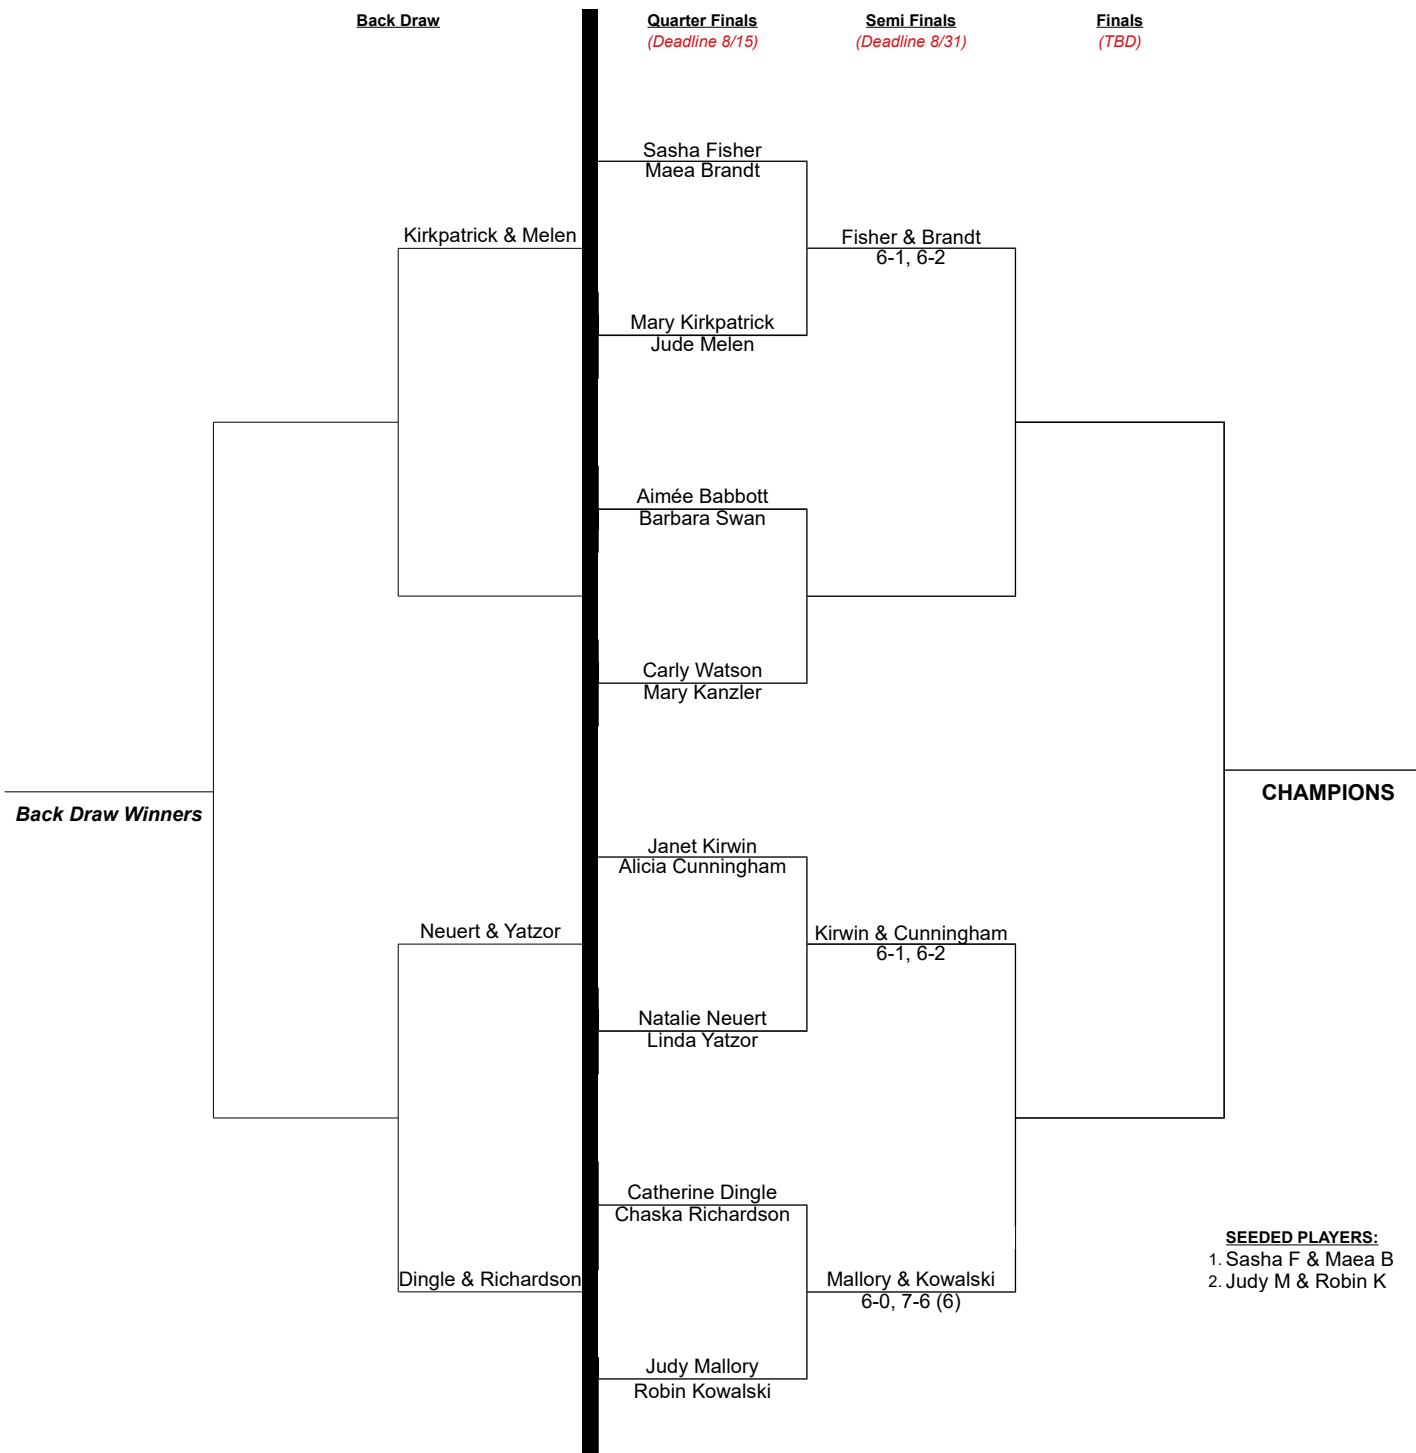 Back Draw
Quarter Finals
(Deadline 8/15)
Semi Finals
(Deadline 8/31)
Finals
(TBD)
Sasha Fisher
Maea Brandt
Kirkpatrick & Melen
Fisher & Brandt
6-1, 6-2
Mary Kirkpatrick
Jude Melen
Aimée Babbott
Barbara Swan
Carly Watson
Mary Kanzler
Back Draw Winners
CHAMPIONS
Janet Kirwin
Alicia Cunningham
Neuert & Yatzor
Kirwin & Cunningham
6-1, 6-2
Natalie Neuert
Linda Yatzor
Catherine Dingle
Chaska Richardson
Dingle & Richardson
Mallory & Kowalski
6-0, 7-6 (6)
Judy Mallory
Robin Kowalski
SEEDED PLAYERS:
1. Sasha F & Maea B
2. Judy M & Robin K